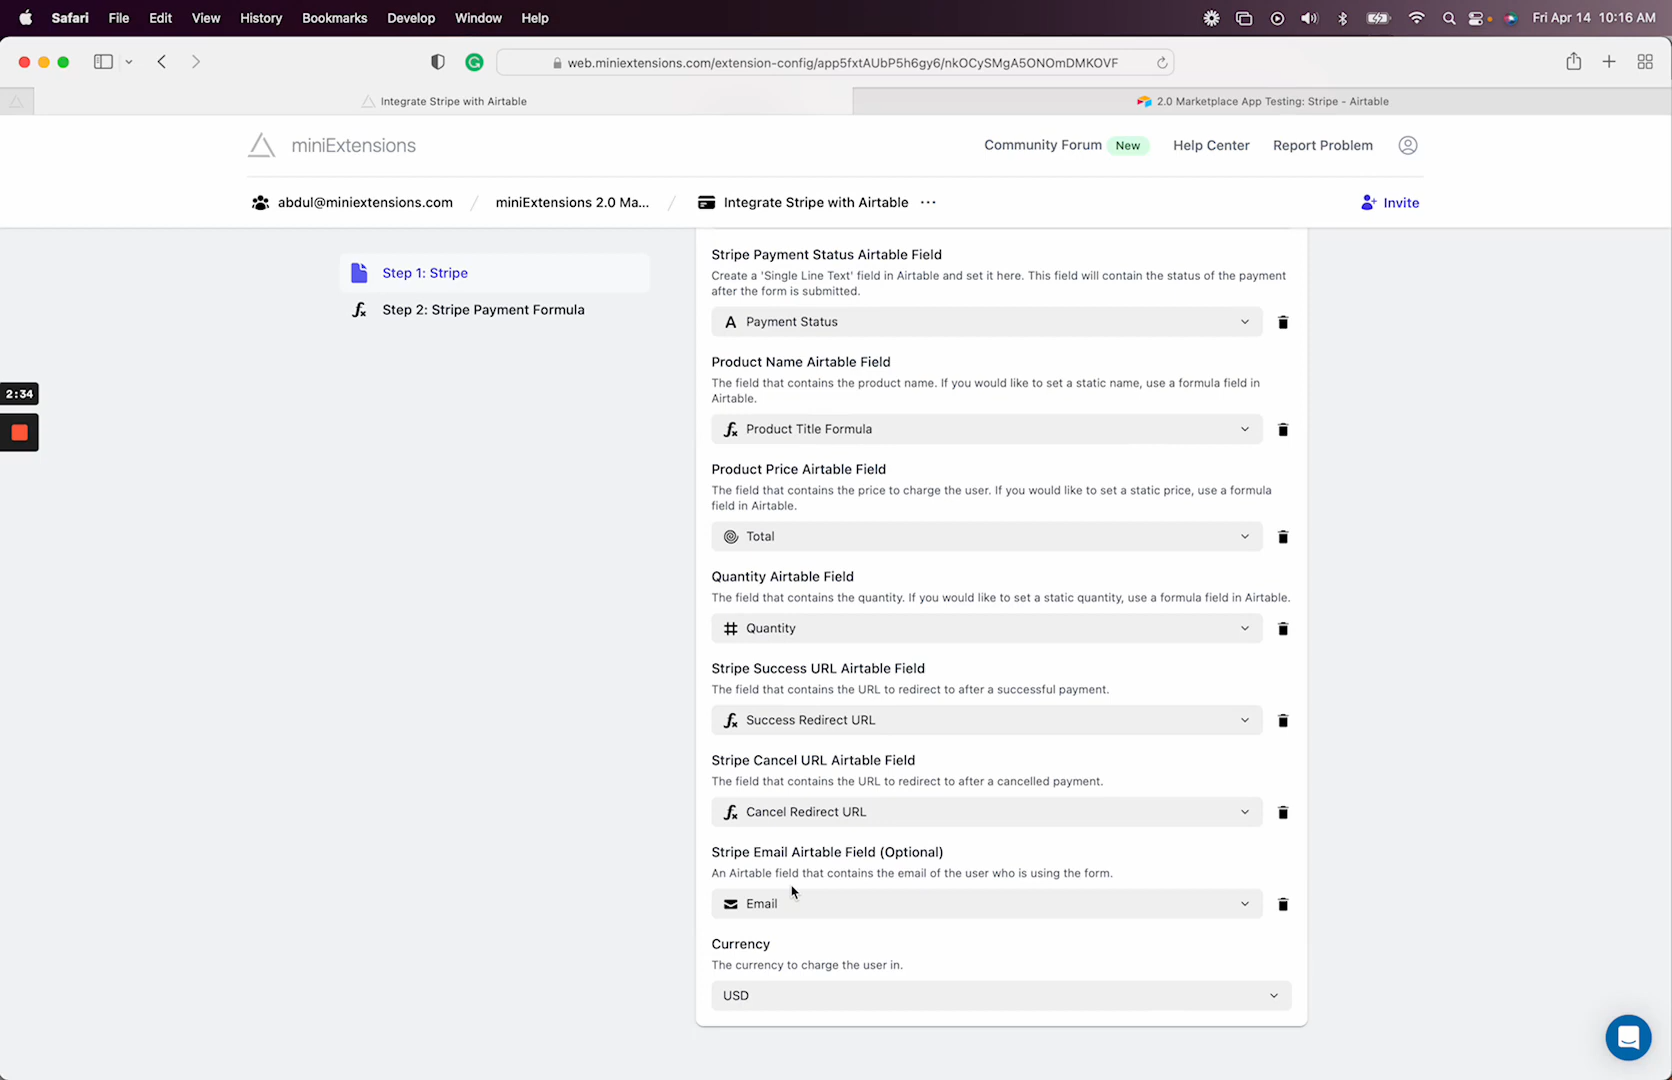 Safari File Edit View History Bookmarks Develop Window Help Fri Apr 14 10:16 AM
web.miniextensions.com/extension-config/app5fxtAUbP5h6gy6/nkOCySMgA5ONOmDMKOVF
Integrate Stripe with Airtable 2.0 Marketplace App Testing: Stripe - Airtable
miniExtensions Community Forum New Help Center Report Problem
abdul@miniextensions.com / miniExtensions 2.0 Ma... / Integrate Stripe with Airtable ··· Invite
Step 1: Stripe
Step 2: Stripe Payment Formula
2:34
Stripe Payment Status Airtable Field
Create a 'Single Line Text' field in Airtable and set it here. This field will contain the status of the payment
after the form is submitted.
Payment Status
Product Name Airtable Field
The field that contains the product name. If you would like to set a static name, use a formula field in
Airtable.
Product Title Formula
Product Price Airtable Field
The field that contains the price to charge the user. If you would like to set a static price, use a formula
field in Airtable.
Total
Quantity Airtable Field
The field that contains the quantity. If you would like to set a static quantity, use a formula field in Airtable.
Quantity
Stripe Success URL Airtable Field
The field that contains the URL to redirect to after a successful payment.
Success Redirect URL
Stripe Cancel URL Airtable Field
The field that contains the URL to redirect to after a cancelled payment.
Cancel Redirect URL
Stripe Email Airtable Field (Optional)
An Airtable field that contains the email of the user who is using the form.
Email
Currency
The currency to charge the user in.
USD